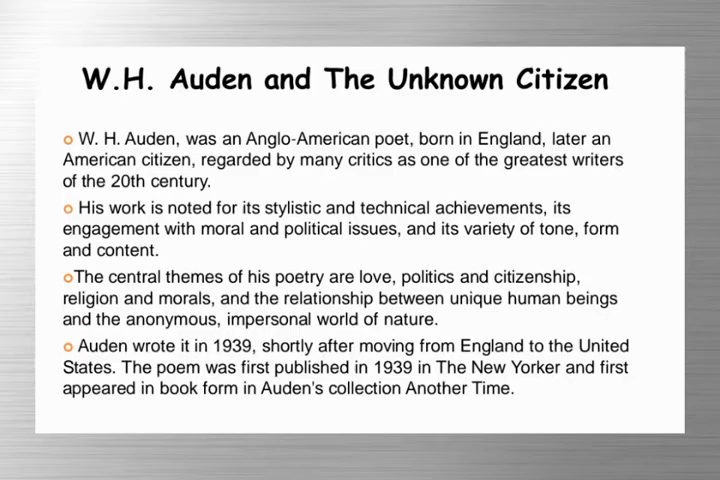 W.H. Auden and The Unknown Citizen
W. H. Auden, was an Anglo-American poet, born in England, later an
American citizen, regarded by many critics as one of the greatest writers
of the 20th century.
His work is noted for its stylistic and technical achievements, its
engagement with moral and political issues, and its variety of tone, form
and content.
The central themes of his poetry are love, politics and citizenship,
religion and morals, and the relationship between unique human beings
and the anonymous, impersonal world of nature.
Auden wrote it in 1939, shortly after moving from England to the United
States. The poem was first published in 1939 in The New Yorker and first
appeared in book form in Auden's collection Another Time.